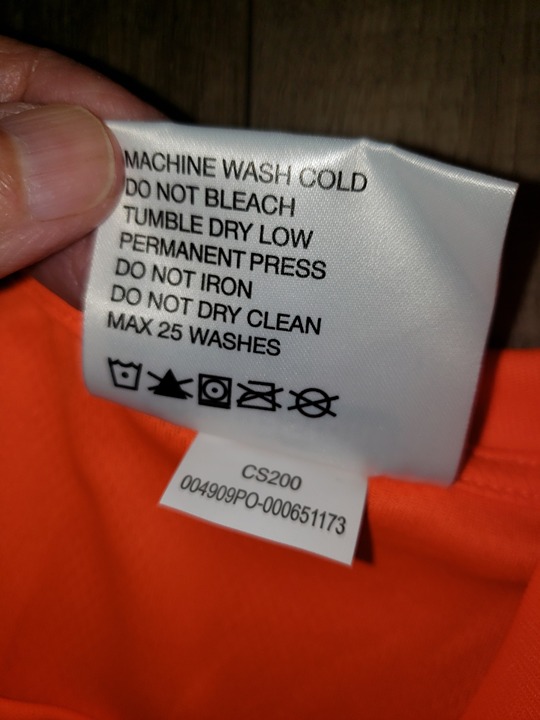 MACHINE WASH COLD
DO NOT BLEACH
TUMBLE DRY LOW
PERMANENT PRESS
DO NOT IRON
DO NOT DRY CLEAN
MAX 25 WASHES
CS200
004909PO-000651173